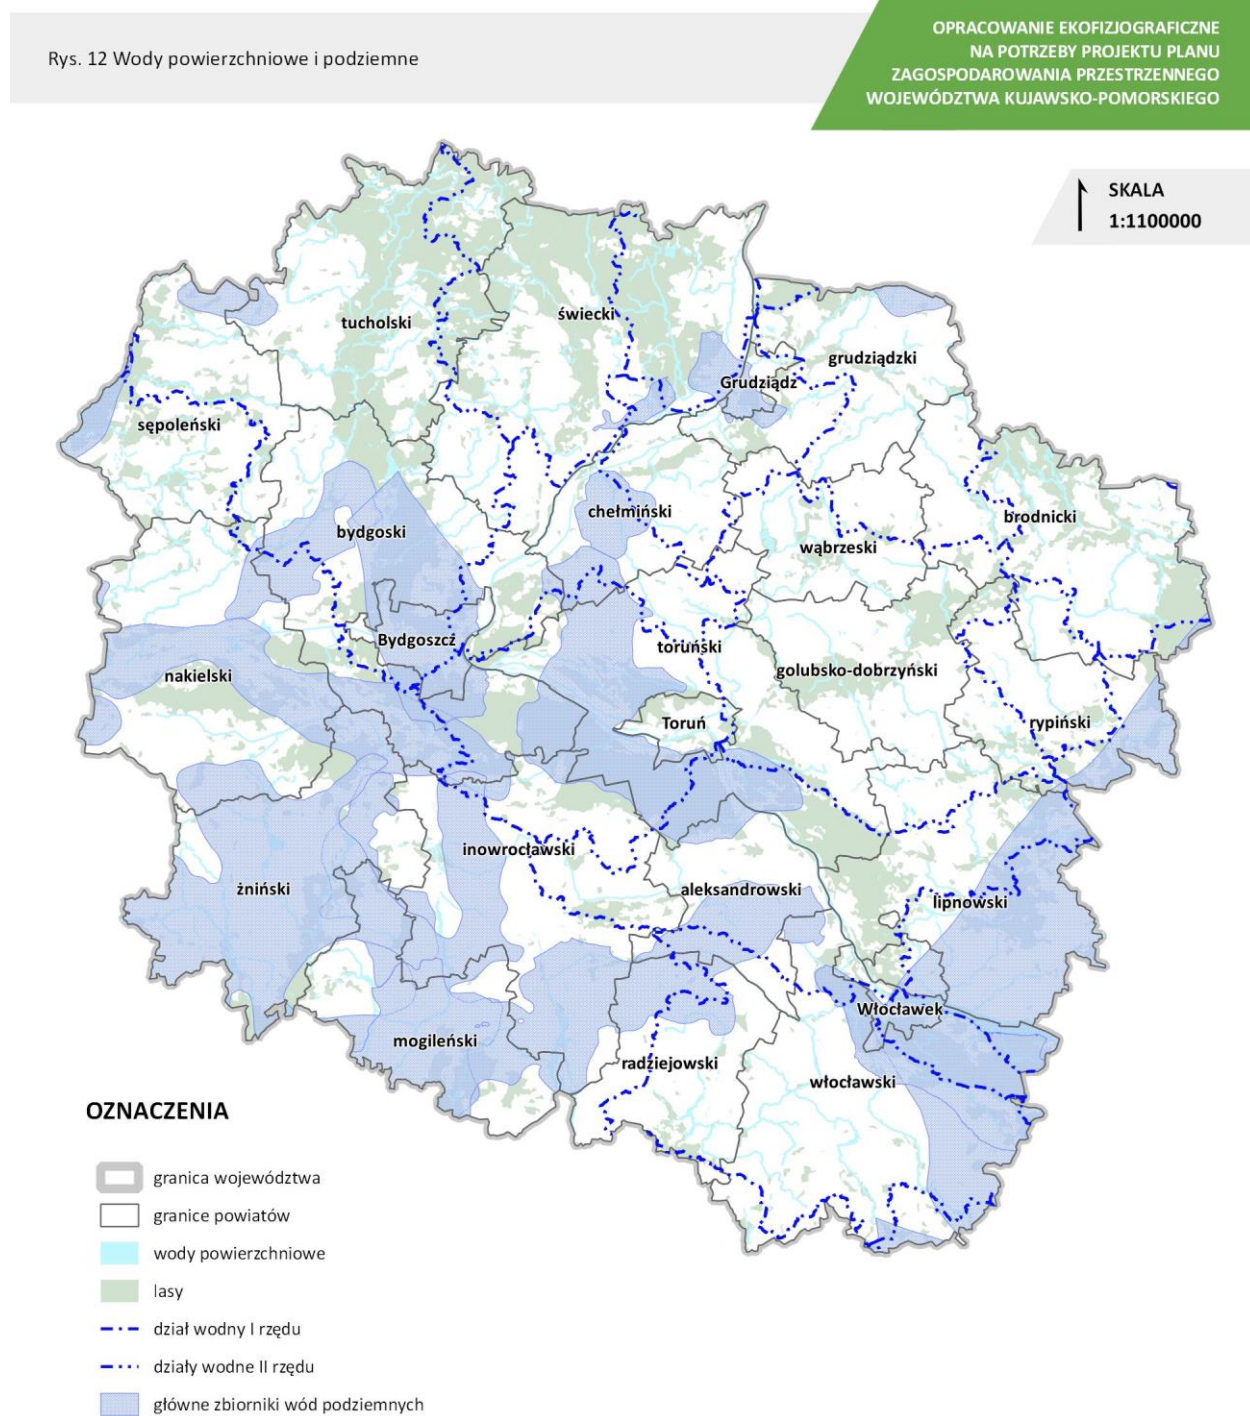 Rys. 12 Wody powierzchniowe i podziemne
OPRACOWANIE EKOFIZJOGRAFICZNE
NA POTRZEBY PROJEKTU PLANU
ZAGOSPODAROWANIA PRZESTRZENNEGO
WOJEWÓDZTWA KUJAWSKO-POMORSKIEGO
SKALA
1:1100000
tucholski
świecki
grudziądzki
Grudziądz
sępoleński
chełmiński
brodnicki
bydgoski
wąbrzeski
Bydgoszcz
toruński
golubsko-dobrzyński
nakielski
Toruń
rypiński
inowrocławski
żniński
aleksandrowski
lipnowski
Włocławek
mogileński
radziejowski
włocławski
OZNACZENIA
granica województwa
granice powiatów
wody powierzchniowe
lasy
dział wodny I rzędu
działy wodne II rzędu
główne zbiorniki wód podziemnych